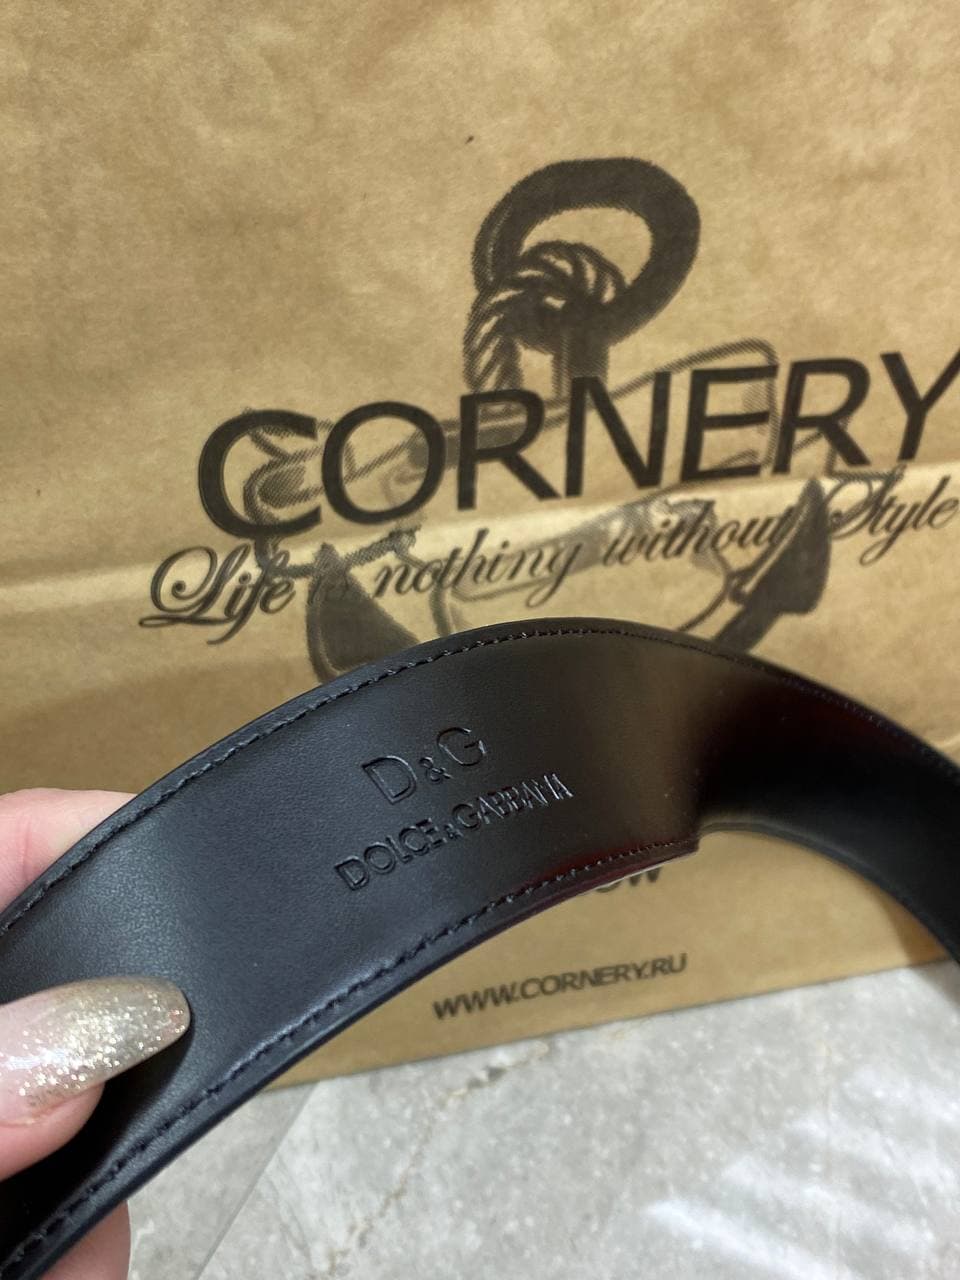 CORNERY
Life is nothing without Style
D&G
DOLCE&GABBANA
WWW.CORNERY.RU